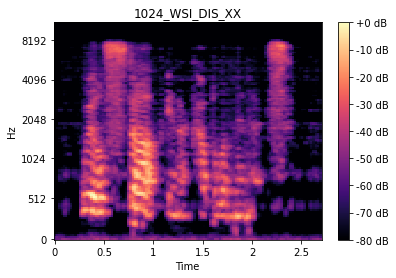 1024_WSI_DIS_XX
Hz
8192
4096
2048
1024
512
0
0
0.5
1
1.5
2
2.5
Time
+0 dB
-10 dB
-20 dB
-30 dB
-40 dB
-50 dB
-60 dB
-70 dB
-80 dB